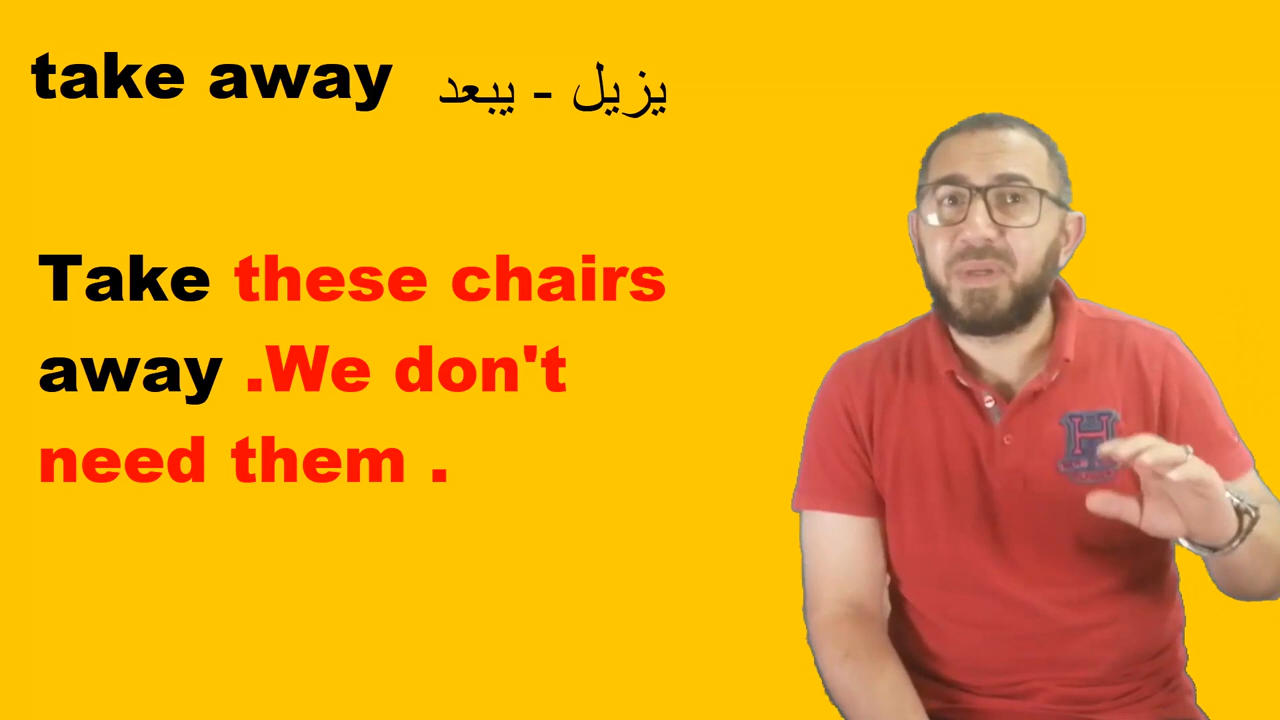 take away يزيل - يبعد
Take these chairs
away .We don't
need them .
H